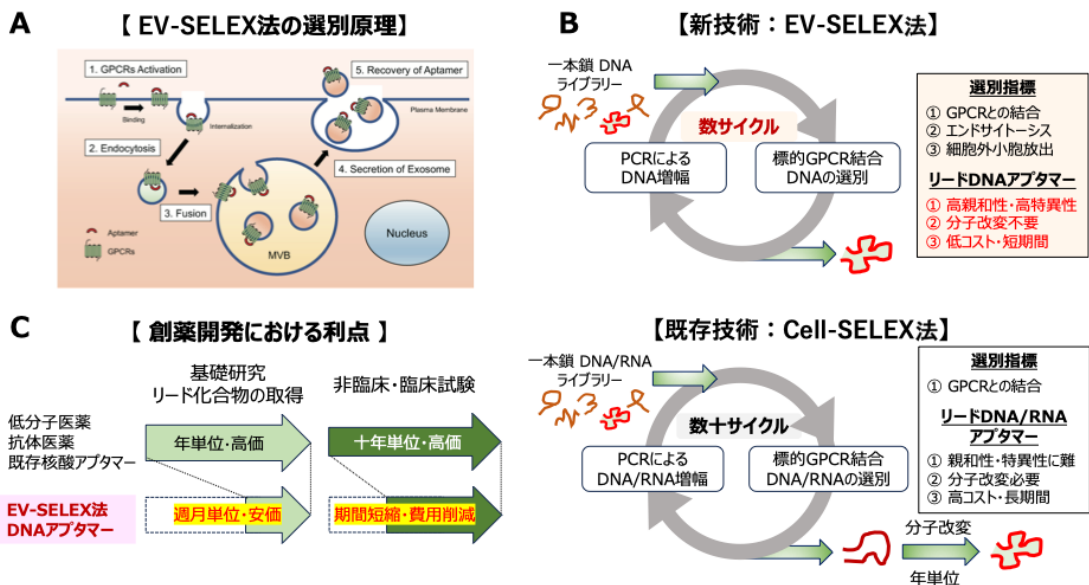 A
【 EV-SELEX法の選別原理】
1. GPCRs Activation
Binding
Internalization
2. Endocytosis
3. Fusion
MVB
4. Secretion of Exosome
5. Recovery of Aptamer
Plasma Membrane
Nucleus
Aptamer
GPCRs
B
【新技術：EV-SELEX法】
一本鎖 DNA
ライブラリー
数サイクル
PCRによる
DNA増幅
標的GPCR結合
DNAの選別
選別指標
① GPCRとの結合
② エンドサイトーシス
③ 細胞外小胞放出
リードDNAアプタマー
① 高親和性・高特異性
② 分子改変不要
③ 低コスト・短期間
C
【 創薬開発における利点 】
基礎研究
リード化合物の取得
非臨床・臨床試験
低分子医薬
抗体医薬
既存核酸アプタマー
年単位・高価
十年単位・高価
EV-SELEX法
DNAアプタマー
週月単位・安価
期間短縮・費用削減
【既存技術：Cell-SELEX法】
一本鎖 DNA/RNA
ライブラリー
数十サイクル
PCRによる
DNA/RNA増幅
標的GPCR結合
DNA/RNAの選別
選別指標
① GPCRとの結合
リードDNA/RNA
アプタマー
① 親和性・特異性に難
② 分子改変必要
③ 高コスト・長期間
分子改変
年単位